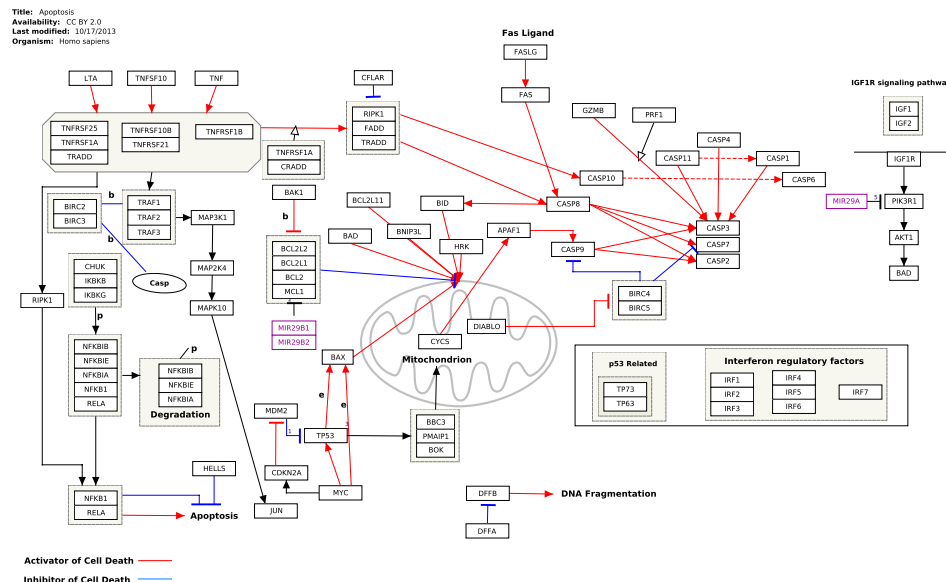 Title: Apoptosis
Availability: CC BY 2.0
Last modified: 10/17/2013
Organism: Homo sapiens
Fas Ligand
FASLG
FAS
LTA
TNFSF10
TNF
CFLAR
TNFRSF25
TNFRSF1A
TRADD
TNFRSF10B
TNFRSF21
TNFRSF1B
TNFRSF1A
CRADD
RIPK1
FADD
TRADD
GZMB
PRF1
CASP4
CASP11
CASP1
CASP10
CASP6
CASP8
CASP3
CASP7
CASP2
CASP9
IGF1R signaling pathwa
IGF1
IGF2
IGF1R
MIR29A
5
PIK3R1
AKT1
BAD
BIRC2
BIRC3
b
b
TRAF1
TRAF2
TRAF3
MAP3K1
MAP2K4
MAPK10
Casp
CHUK
IKBKB
IKBKG
p
RIPK1
NFKBIB
NFKBIE
NFKBIA
NFKB1
RELA
p
NFKBIB
NFKBIE
NFKBIA
Degradation
BAK1
b
BCL2L2
BCL2L1
BCL2
MCL1
MIR29B1
MIR29B2
BCL2L11
BAD
BNIP3L
BID
HRK
APAF1
BIRC4
BIRC5
DIABLO
CYCS
Mitochondrion
BAX
e
e
MDM2
1
TP53
BBC3
PMAIP1
BOK
CDKN2A
MYC
JUN
HELLS
NFKB1
RELA
Apoptosis
DFFB
DNA Fragmentation
DFFA
p53 Related
TP73
TP63
Interferon regulatory factors
IRF1
IRF2
IRF3
IRF4
IRF5
IRF6
IRF7
Activator of Cell Death
Inhibitor of Cell Death